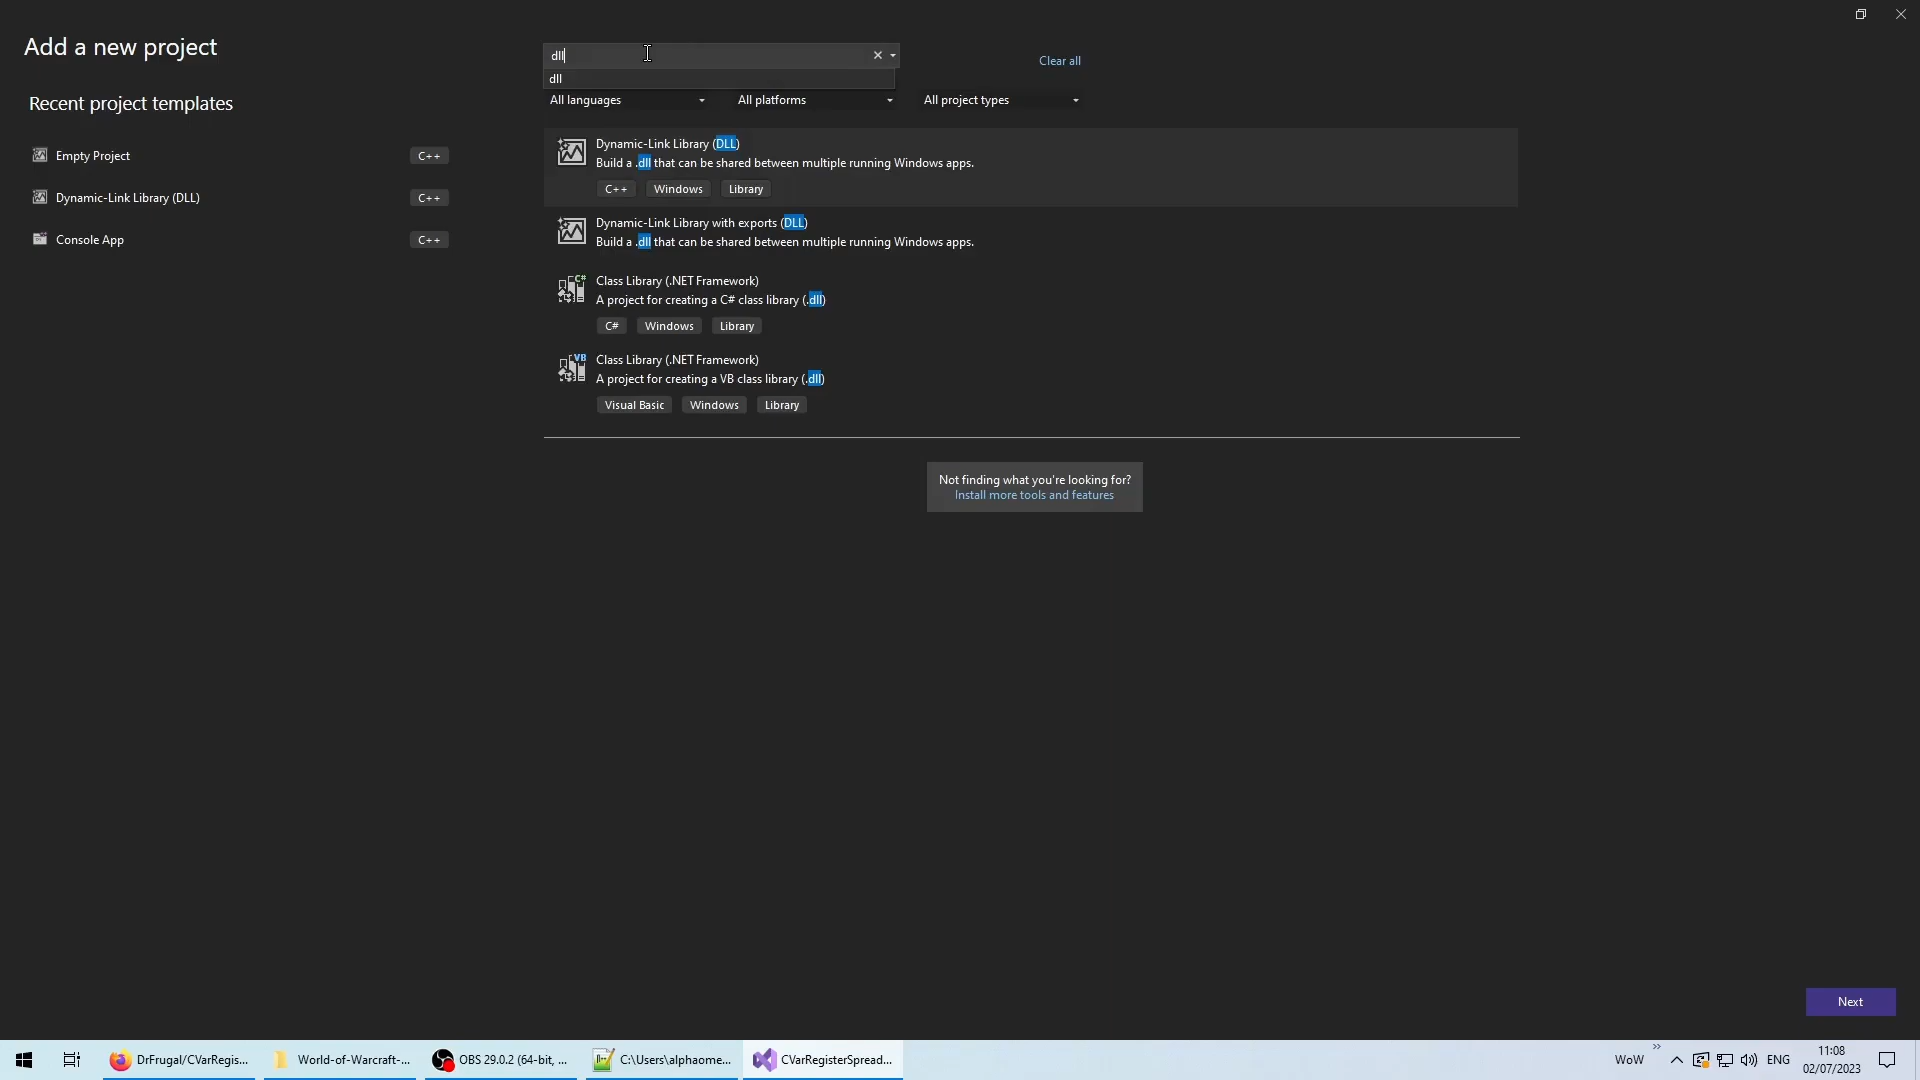 Add a new project
Recent project templates
Empty Project
C++
Dynamic-Link Library (DLL)
C++
Console App
C++
dll
dll
Clear all
All languages
All platforms
All project types
Dynamic-Link Library (DLL)
Build a .dll that can be shared between multiple running Windows apps.
C++ Windows Library
Dynamic-Link Library with exports (DLL)
Build a .dll that can be shared between multiple running Windows apps.
C#
Class Library (.NET Framework)
A project for creating a C# class library (.dll)
C# Windows Library
VB
Class Library (.NET Framework)
A project for creating a VB class library (.dll)
Visual Basic Windows Library
Not finding what you're looking for?
Install more tools and features
Next
DrFrugal/CVarRegis...
World-of-Warcraft-...
OBS 29.0.2 (64-bit, ...
C:\Users\alphaome...
CVarRegisterSpread...
WoW
ENG
11:08
02/07/2023